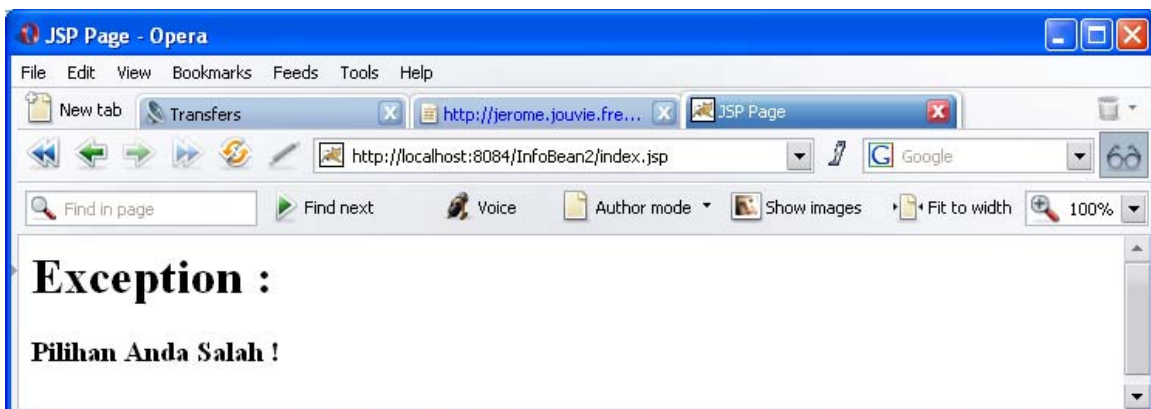 JSP Page - Opera
File Edit View Bookmarks Feeds Tools Help
New tab Transfers http://jerome.jouvie.fre... JSP Page
http://localhost:8084/InfoBean2/index.jsp Google
Find in page Find next Voice Author mode Show images Fit to width 100%
Exception :
Pilihan Anda Salah !